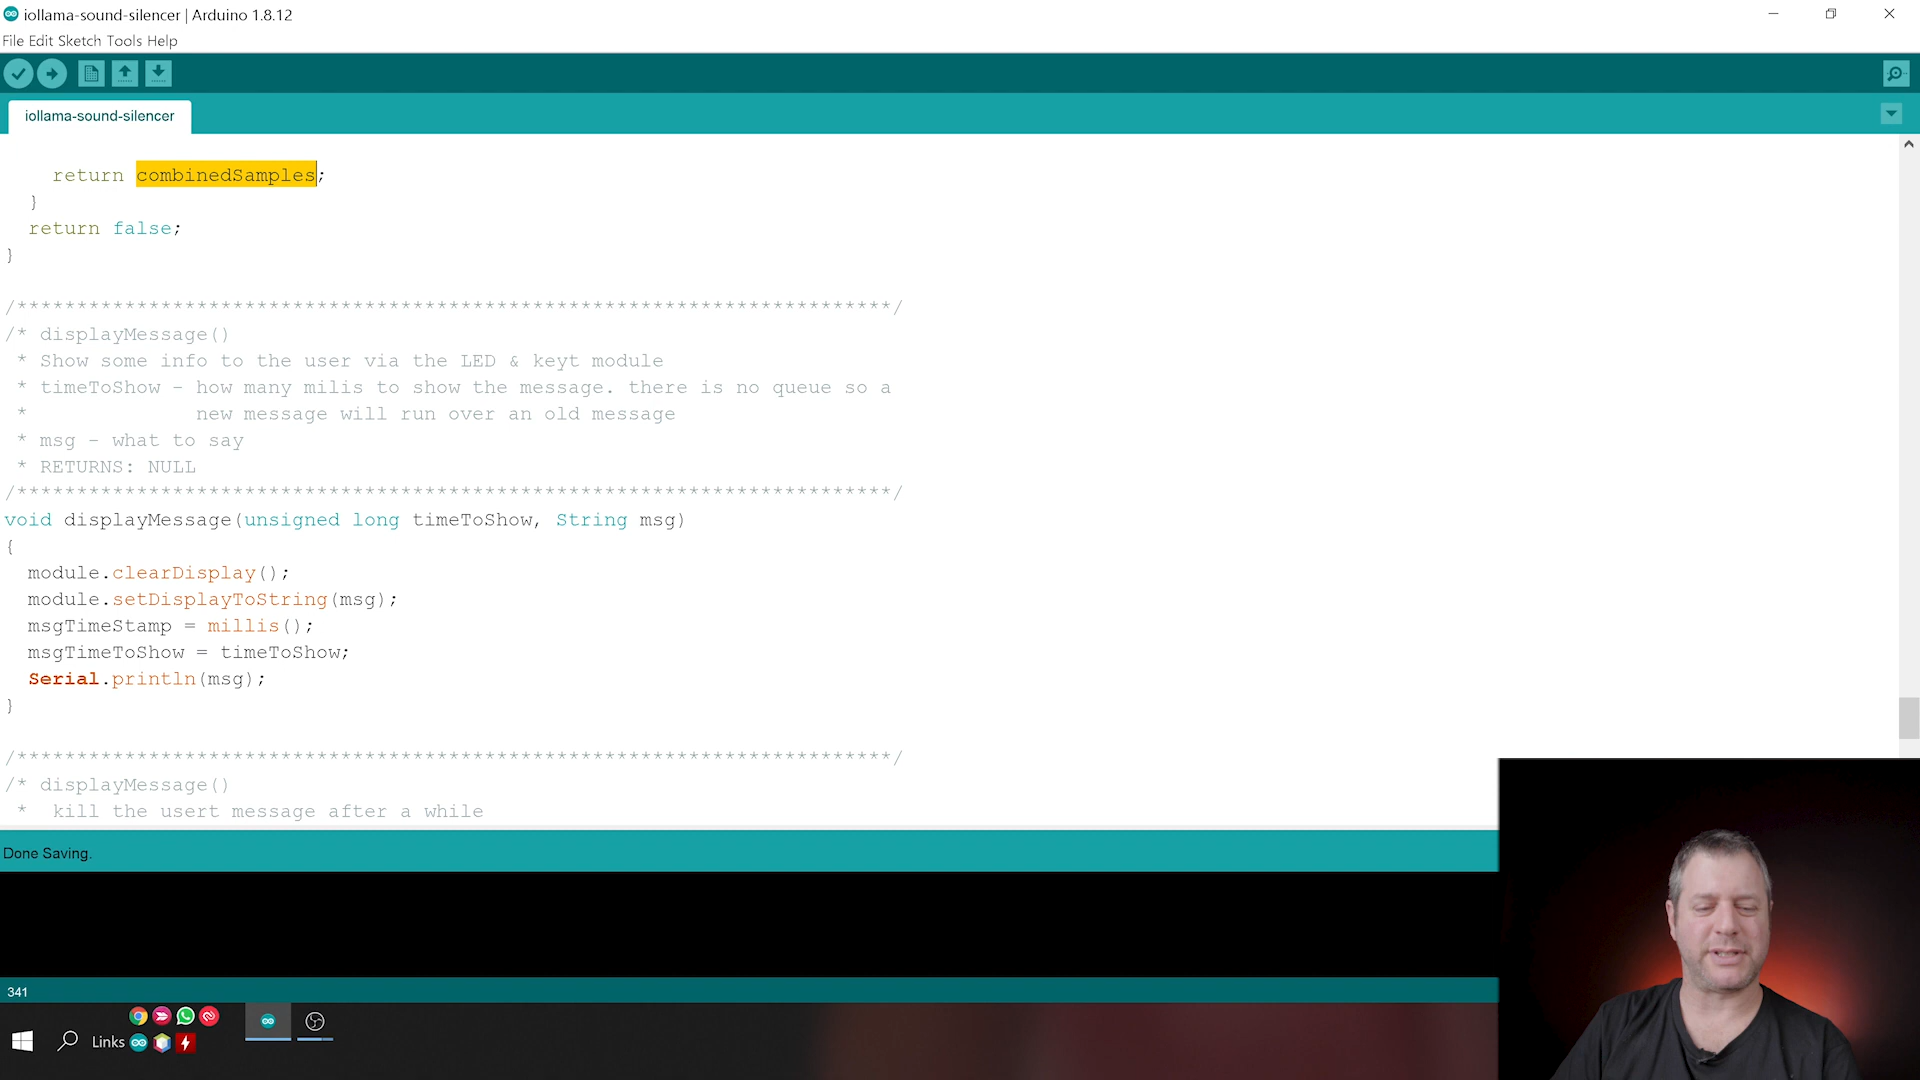 iollama-sound-silencer | Arduino 1.8.12
File Edit Sketch Tools Help
iollama-sound-silencer
return combinedSamples;
}
return false;
}
/*************************************************************************/
/* displayMessage()
* Show some info to the user via the LED & keyt module
* timeToShow - how many milis to show the message. there is no queue so a
* new message will run over an old message
* msg - what to say
* RETURNS: NULL
/*************************************************************************/
void displayMessage(unsigned long timeToShow, String msg)
{
module.clearDisplay();
module.setDisplayToString(msg);
msgTimeStamp = millis();
msgTimeToShow = timeToShow;
Serial.println(msg);
}
/*************************************************************************/
/* displayMessage()
* kill the usert message after a while
Done Saving.
341
Links